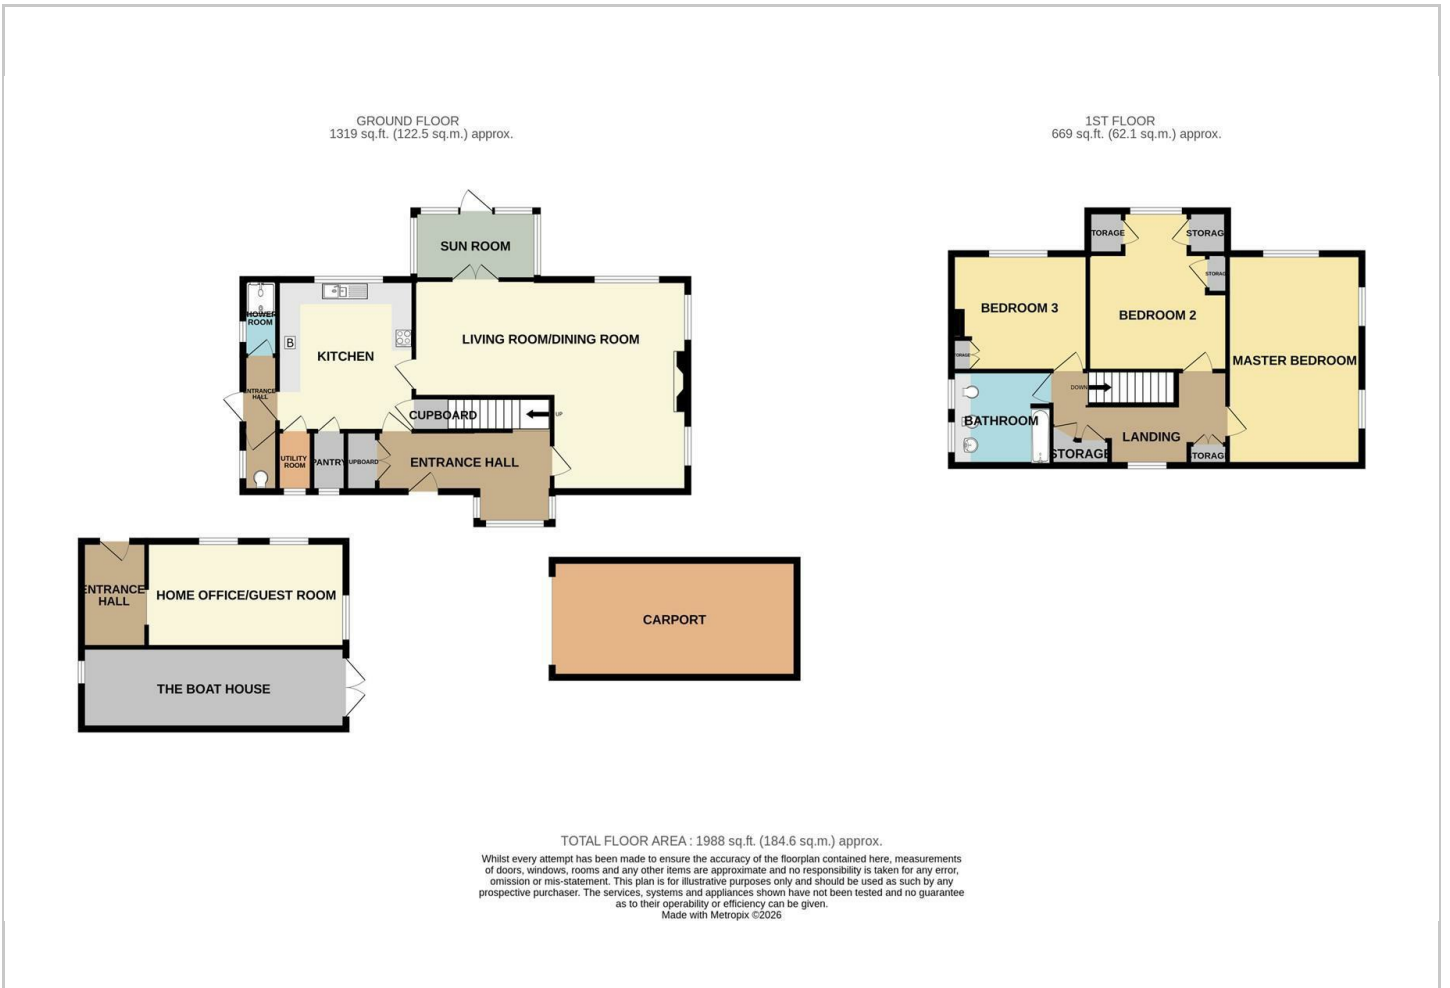 GROUND FLOOR
1319 sq.ft. (122.5 sq.m.) approx.
1ST FLOOR
669 sq.ft. (62.1 sq.m.) approx.
SUN ROOM
HOWER
ROOM
B
KITCHEN
LIVING ROOM/DINING ROOM
ENTRANCE
HALL
CUPBOARD
UP
UTILITY
ROOM
PANTRY
UPBOARD
ENTRANCE HALL
TORAGE
STORAG
STORAG
BEDROOM 3
BEDROOM 2
MASTER BEDROOM
TORAGE
DOWN
BATHROOM
LANDING
STORAGE
TORAG
ENTRANCE
HALL
HOME OFFICE/GUEST ROOM
THE BOAT HOUSE
CARPORT
TOTAL FLOOR AREA : 1988 sq.ft. (184.6 sq.m.) approx.
Whilst every attempt has been made to ensure the accuracy of the floorplan contained here, measurements
of doors, windows, rooms and any other items are approximate and no responsibility is taken for any error,
omission or mis-statement. This plan is for illustrative purposes only and should be used as such by any
prospective purchaser. The services, systems and appliances shown have not been tested and no guarantee
as to their operability or efficiency can be given.
Made with Metropix ©2026